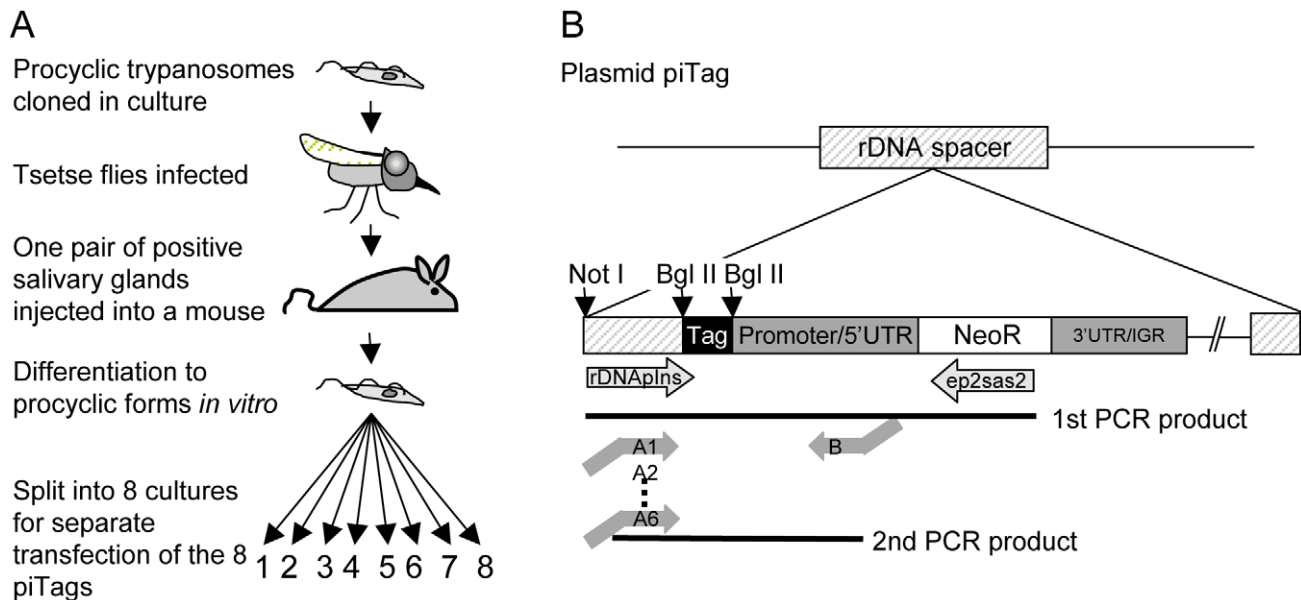 A
Procyclic trypanosomes
cloned in culture
Tsetse flies infected
One pair of positive
salivary glands
injected into a mouse
Differentiation to
procyclic forms in vitro
Split into 8 cultures
for separate
transfection of the 8
piTags
1 2 3 4 5 6 7 8
B
Plasmid piTag
rDNA spacer
Not I Bgl II Bgl II
Tag Promoter/5'UTR NeoR 3'UTR/IGR
rDNApIns ep2sas2
1st PCR product
A1 B
A2
A6
2nd PCR product